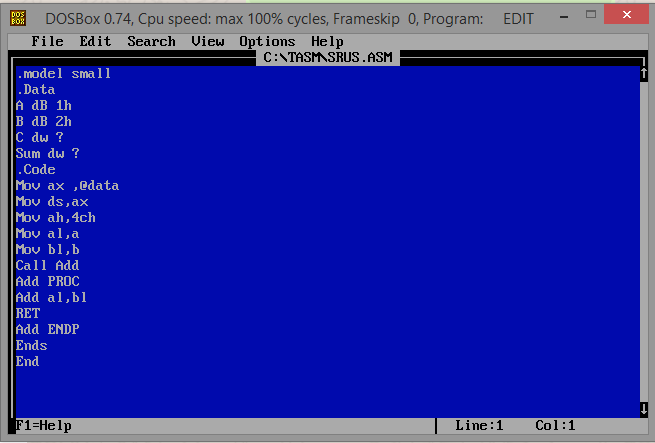 DOS BOX DOSBox 0.74, Cpu speed: max 100% cycles, Frameskip 0, Program: EDIT
File Edit Search View Options Help
C:\TASM\SRUS.ASM
.model small
.Data
A dB 1h
B dB 2h
C dw ?
Sum dw ?
.Code
Mov ax ,@data
Mov ds,ax
Mov ah,4ch
Mov al,a
Mov bl,b
Call Add
Add PROC
Add al,bl
RET
Add ENDP
Ends
End
F1=Help Line:1 Col:1